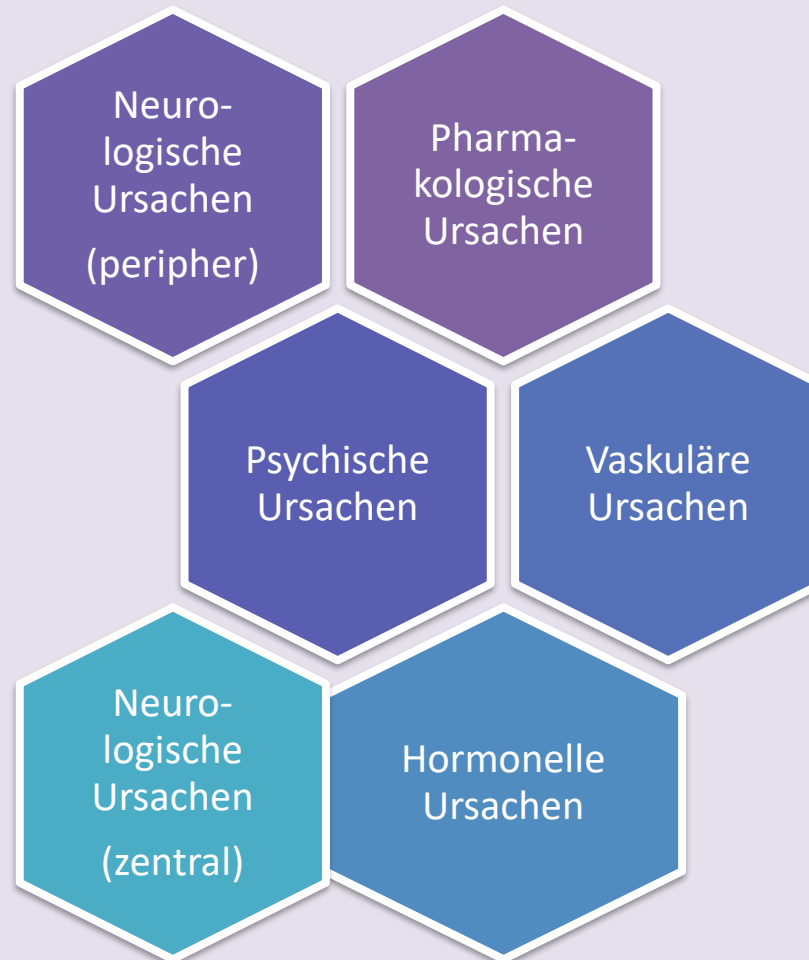 Neuro-
logische
Ursachen
(peripher)
Pharma-
kologische
Ursachen
Psychische
Ursachen
Vaskuläre
Ursachen
Neuro-
logische
Ursachen
(zentral)
Hormonelle
Ursachen